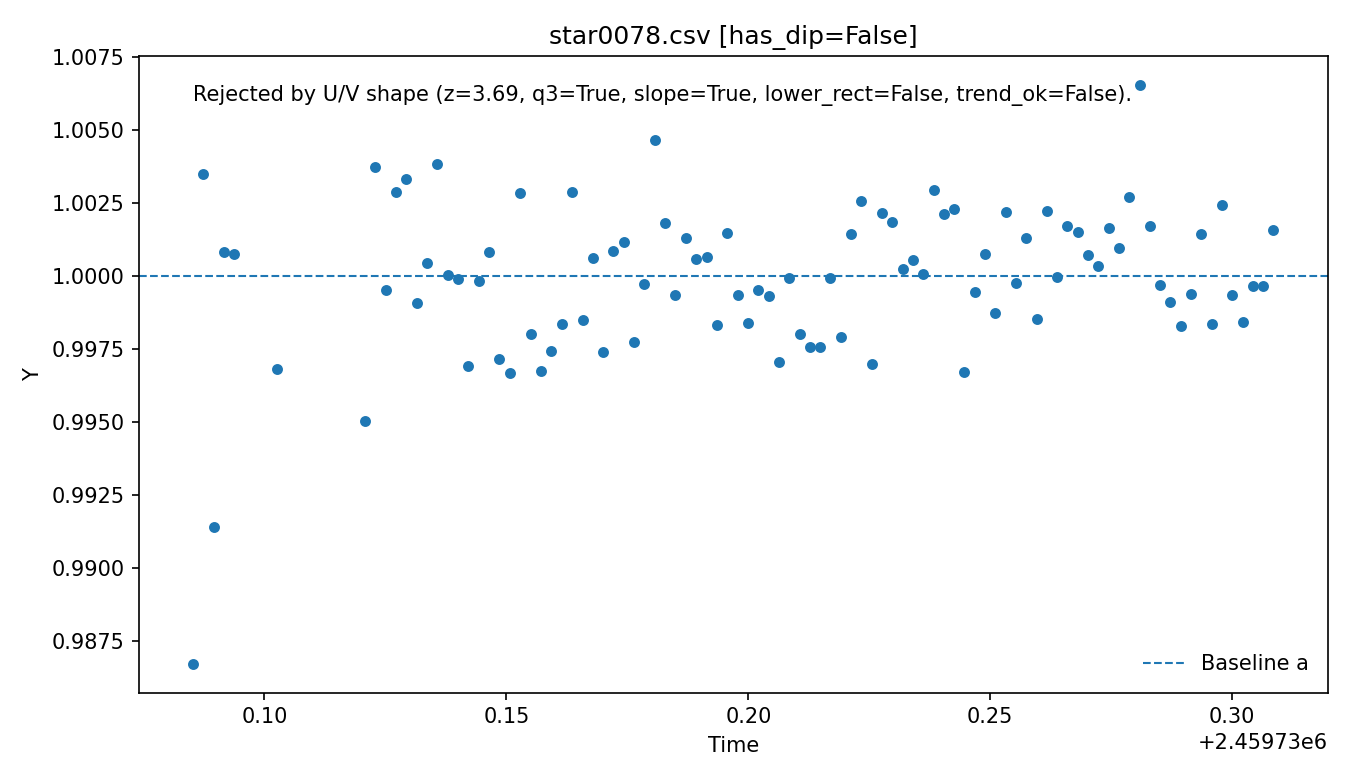 star0078.csv [has_dip=False]
1.0075
Rejected by U/V shape (z=3.69, q3=True, slope=True, lower_rect=False, trend_ok=False).
1.0050
1.0025
1.0000
0.9975
0.9950
0.9925
0.9900
0.9875
Y
Baseline a
0.10 0.15 0.20 0.25 0.30
Time
+2.45973e6